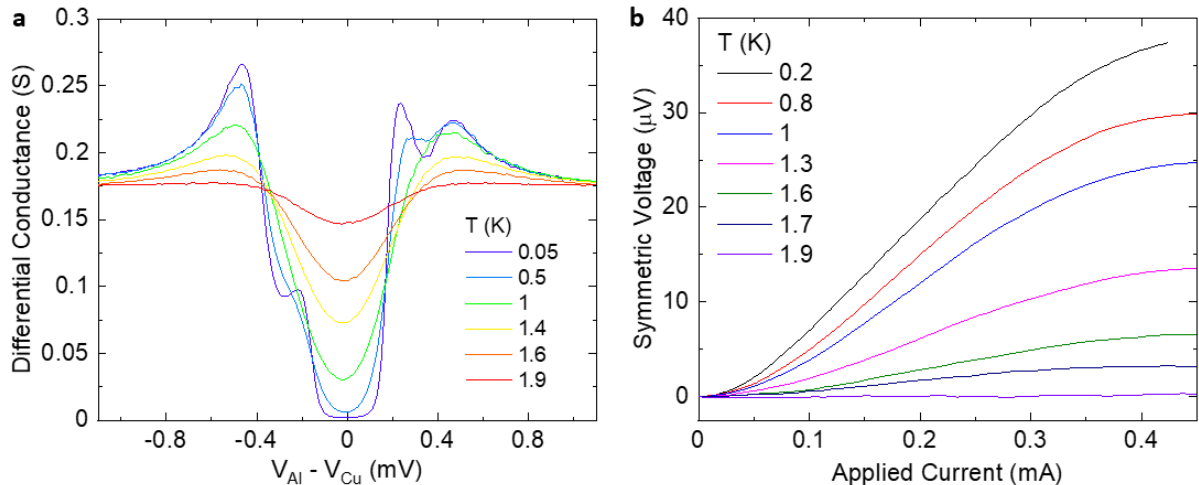 a
0.3
0.25
0.2
0.15
0.1
0.05
0
Differential Conductance (S)
-0.8 -0.4 0 0.4 0.8
V_Al - V_Cu (mV)
T (K)
0.05
0.5
1
1.4
1.6
1.9
b
40
30
20
10
0
Symmetric Voltage (μV)
0 0.1 0.2 0.3 0.4
Applied Current (mA)
T (K)
0.2
0.8
1
1.3
1.6
1.7
1.9